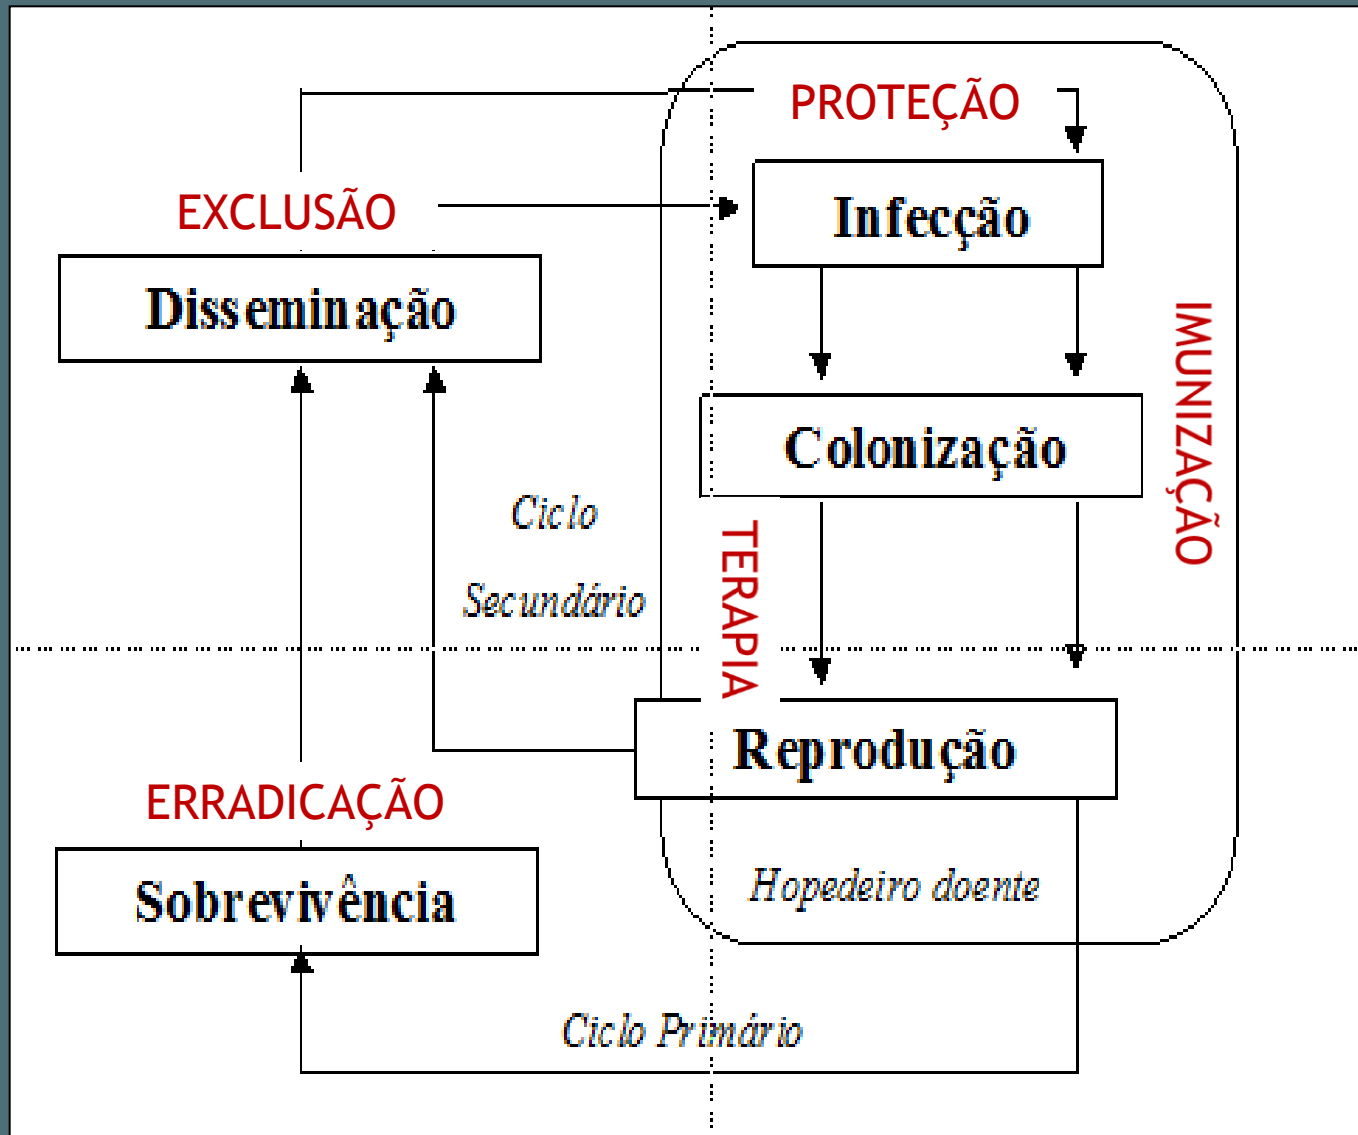 PROTEÇÃO
EXCLUSÃO
Infecção
Disseminação
IMUNIZAÇÃO
Colonização
Ciclo
Secundário
TERAPIA
Reprodução
ERRADICAÇÃO
Sobrevivência
Hopedeiro doente
Ciclo Primário